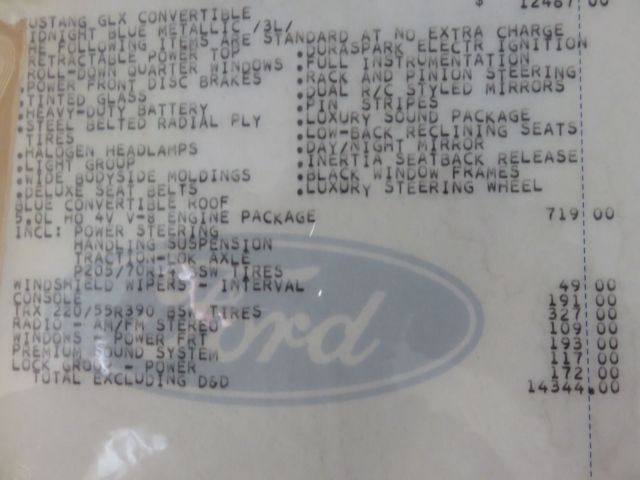 USTANG GLX CONVERTIBLE $ 12487 00
IDNIGHT BLUE METALLIC /3L/
HE FOLLOWING ITEMS ARE STANDARD AT NO EXTRA CHARGE
RETRACTABLE POWER TOP
.DURASPARK ELECTR IGNITION
ROLL-DOWN QUARTER WINDOWS
.FULL INSTRUMENTATION
.POWER FRONT DISC BRAKES
.RACK AND PINION STEERING
.TINTED GLASS
.DUAL R/C STYLED MIRRORS
.HEAVY-DUTY BATTERY
.PIN STRIPES
.STEEL BELTED RADIAL PLY
TIRES
.LUXURY SOUND PACKAGE
.LOW-BACK RECLINING SEATS
.HALOGEN HEADLAMPS
.DAY/NIGHT MIRROR
.LIGHT GROUP
.INERTIA SEATBACK RELEASE
.WIDE BODYSIDE MOLDINGS
.BLACK WINDOW FRAMES
.DELUXE SEAT BELTS
.LUXURY STEERING WHEEL
BLUE CONVERTIBLE ROOF
5.0L HO 4V V-8 ENGINE PACKAGE 719 00
INCL: POWER STEERING
HANDLING SUSPENSION
TRACTION-LOK AXLE
BSW TIRES
WINDSHIELD WIPERS - INTERVAL 49 00
CONSOLE 191 00
TRX 220/55R390 BSW TIRES 327 00
RADIO - AM/FM STEREO 109 00
WINDOWS - POWER FRT 193 00
PREMIUM SOUND SYSTEM 117 00
LOCK GROUP - POWER 172 00
TOTAL EXCLUDING D&D 14344.00
Ford